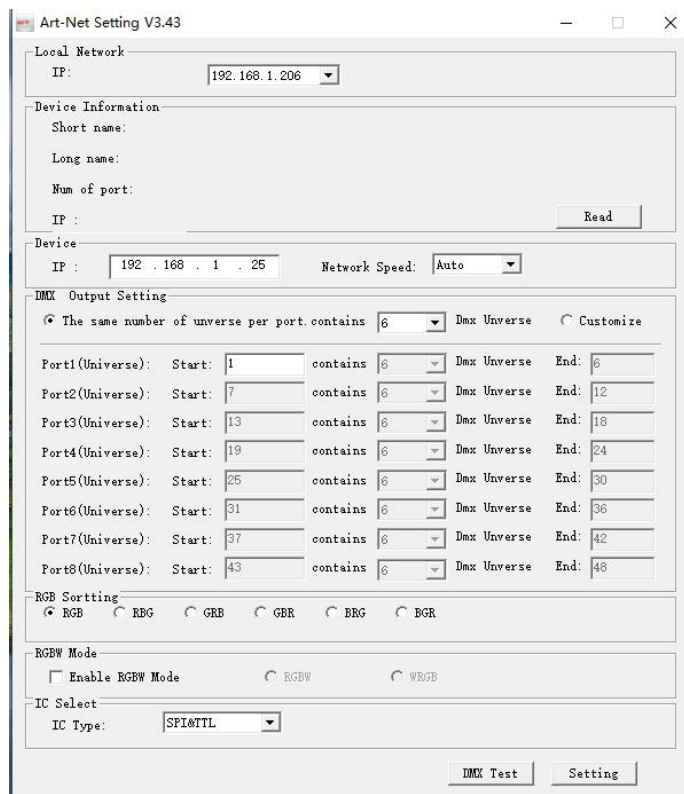 Art-Net Setting V3.43
Local Network
IP: 192.168.1.206
Device Information
Short name:
Long name:
Num of port:
IP : Read
Device
IP : 192 . 168 . 1 . 25 Network Speed: Auto
DMX Output Setting
The same number of unverse per port.contains 6 Dmx Unverse Customize
Port1(Universe): Start: 1 contains 6 Dmx Unverse End: 6
Port2(Universe): Start: 7 contains 6 Dmx Unverse End: 12
Port3(Universe): Start: 13 contains 6 Dmx Unverse End: 18
Port4(Universe): Start: 19 contains 6 Dmx Unverse End: 24
Port5(Universe): Start: 25 contains 6 Dmx Unverse End: 30
Port6(Universe): Start: 31 contains 6 Dmx Unverse End: 36
Port7(Universe): Start: 37 contains 6 Dmx Unverse End: 42
Port8(Universe): Start: 43 contains 6 Dmx Unverse End: 48
RGB Sortting
RGB RBG GRB GBR BRG BGR
RGBW Mode
Enable RGBW Mode RGBW WRGB
IC Select
IC Type: SPI&TTL
DMX Test Setting